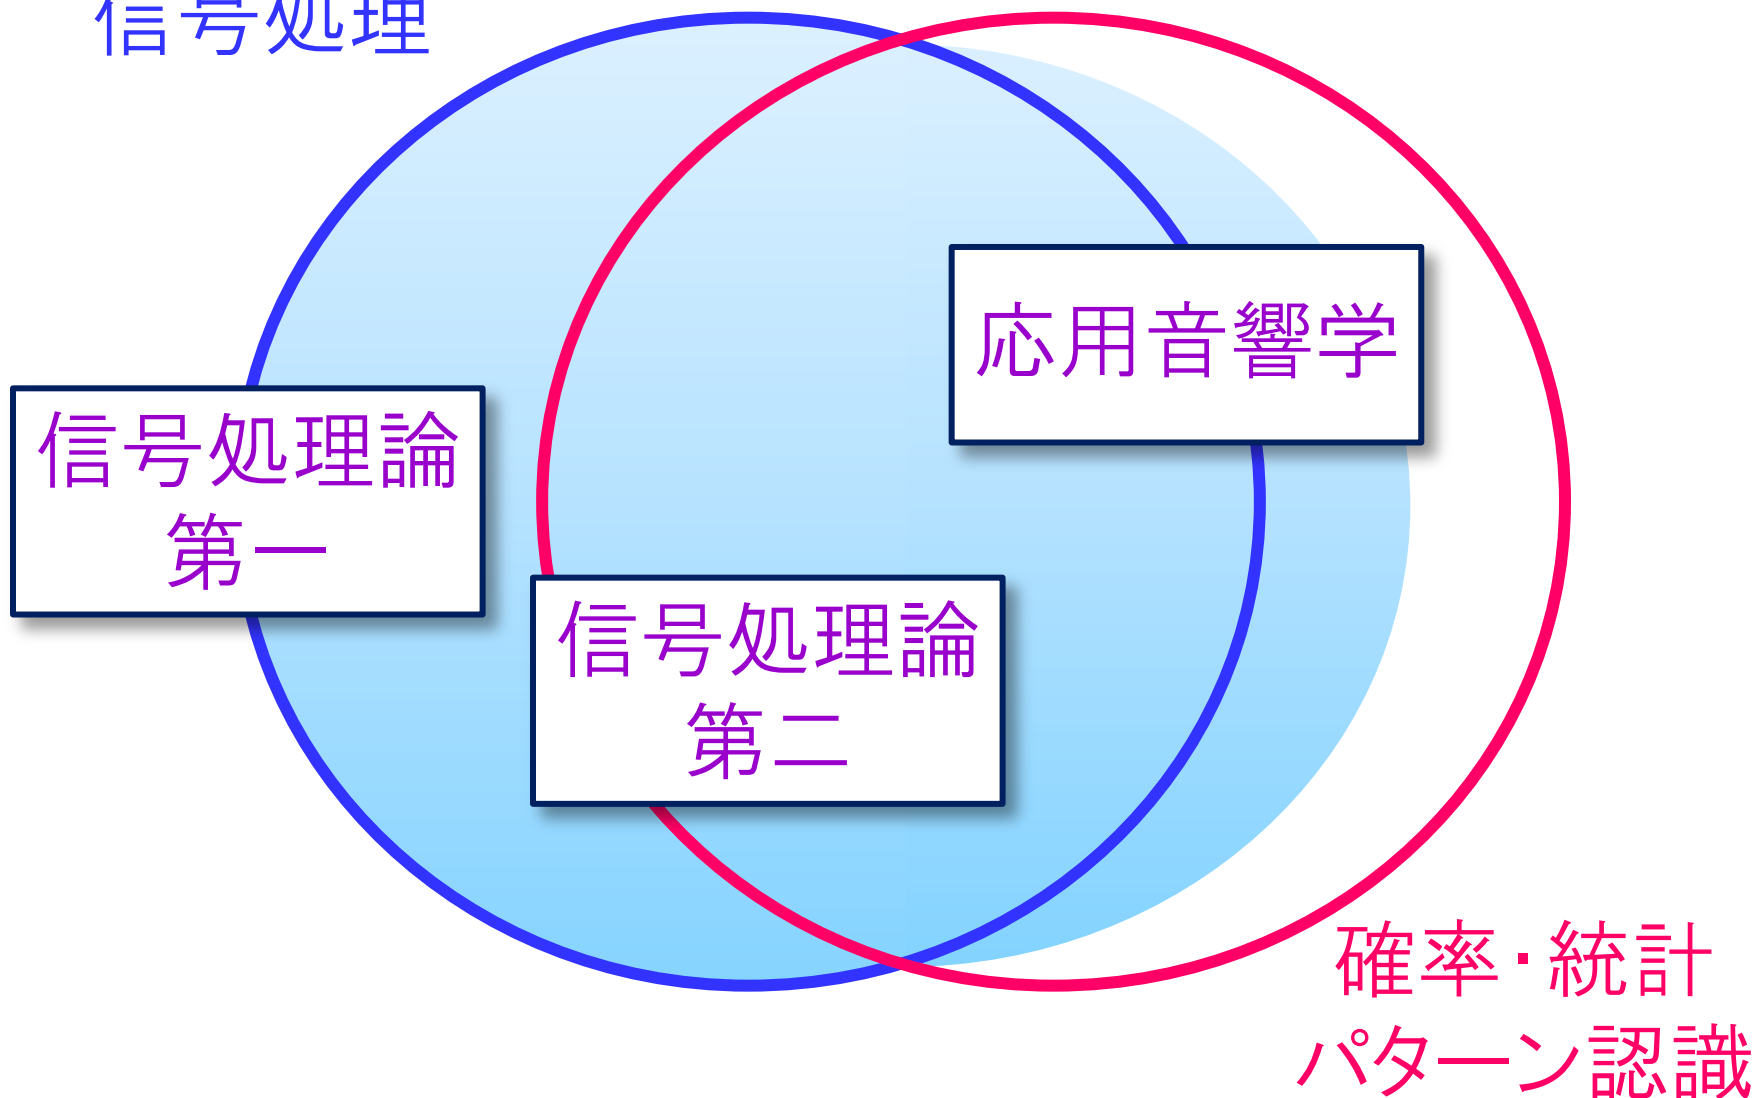 信号処理
応用音響学
信号処理論
第一
信号処理論
第二
確率・統計
パターン認識